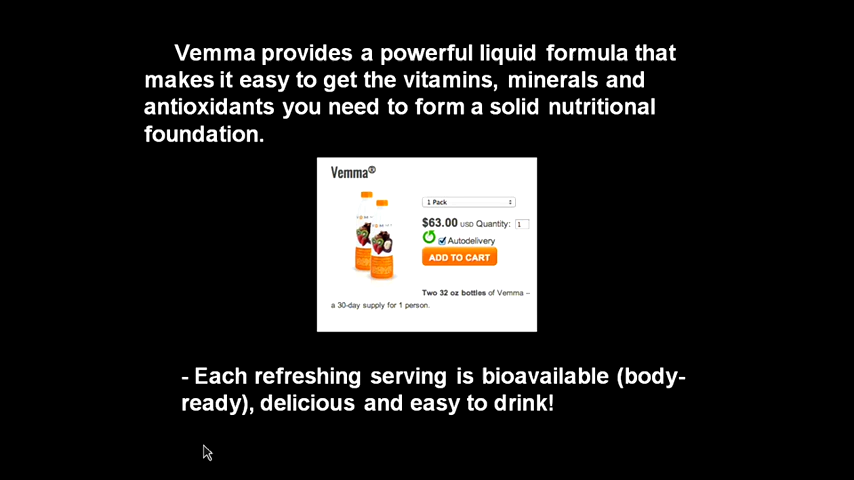 Vemma provides a powerful liquid formula that
makes it easy to get the vitamins, minerals and
antioxidants you need to form a solid nutritional
foundation.
Vemma®
1 Pack
$63.00 USD Quantity: 1
Autodelivery
ADD TO CART
Two 32 oz bottles of Vemma –
a 30-day supply for 1 person.
- Each refreshing serving is bioavailable (body-
ready), delicious and easy to drink!